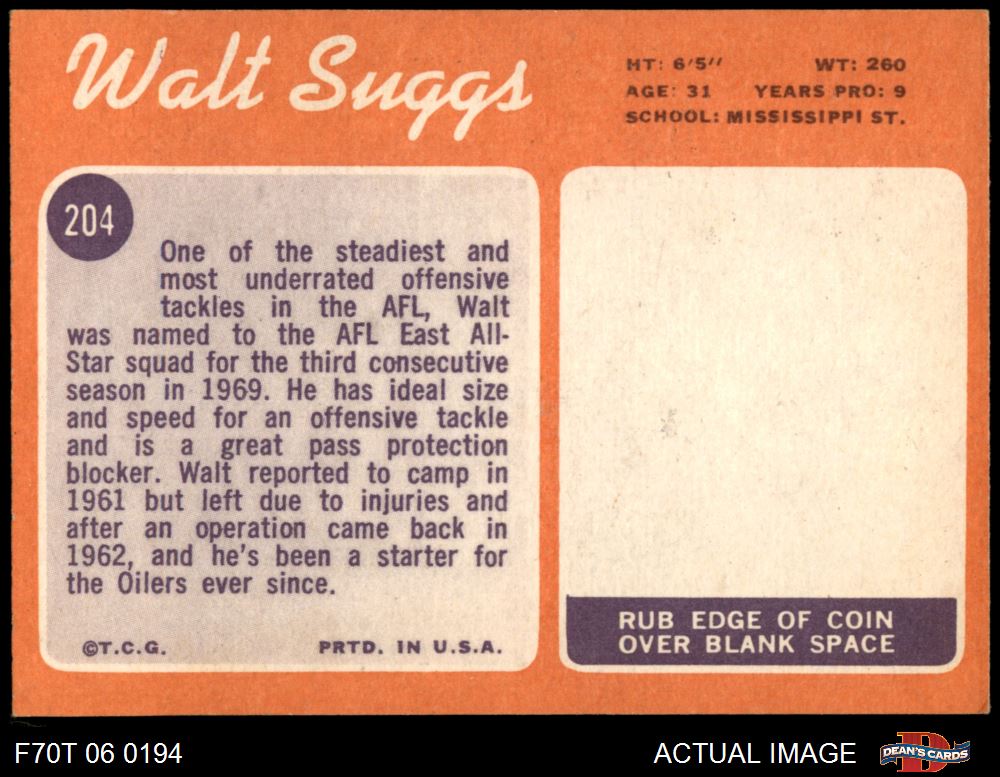 Walt Suggs
HT: 6'5" WT: 260
AGE: 31 YEARS PRO: 9
SCHOOL: MISSISSIPPI ST.
204
One of the steadiest and
most underrated offensive
tackles in the AFL, Walt
was named to the AFL East All-
Star squad for the third consecutive
season in 1969. He has ideal size
and speed for an offensive tackle
and is a great pass protection
blocker. Walt reported to camp in
1961 but left due to injuries and
after an operation came back in
1962, and he's been a starter for
the Oilers ever since.
©T.C.G. PRTD. IN U.S.A.
RUB EDGE OF COIN
OVER BLANK SPACE
F70T 06 0194
ACTUAL IMAGE
D
DEAN'S CARDS